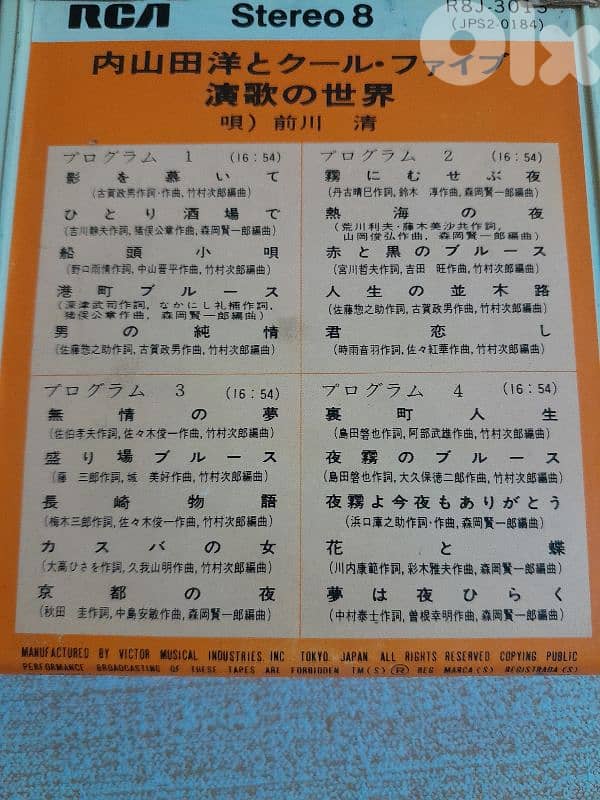 RCA Stereo 8 R8J-3013
(JPS2-0184)
olx
内山田洋とクール・ファイブ
演歌の世界
唄) 前川 清
プログラム 1 (16:54)
影を慕いて
(古賀政男作詞・作曲, 竹村次郎編曲)
ひとり酒場で
(吉川静夫作詞, 猪俣公章作曲, 森岡賢一郎編曲)
船頭小唄
(野口雨情作詞, 中山晋平作曲, 竹村次郎編曲)
港町ブルース
(深津武司作詞, なかにし礼補作詞,
猪俣公章作曲, 森岡賢一郎編曲)
男の純情
(佐藤惣之助作詞, 古賀政男作曲, 竹村次郎編曲)
プログラム 2 (16:54)
霧にむせぶ夜
(丹古晴巳作詞, 鈴木 淳作曲, 森岡賢一郎編曲)
熱海の夜
(荒川利夫・藤木美沙共作詞,
山岡俊弘作曲, 森岡賢一郎編曲)
赤と黒のブルース
(宮川哲夫作詞, 吉田 旺作曲, 竹村次郎編曲)
人生の並木路
(佐藤惣之助作詞, 古賀政男作曲, 竹村次郎編曲)
君恋し
(時雨音羽作詞, 佐々紅華作曲, 竹村次郎編曲)
プログラム 3 (16:54)
無情の夢
(佐伯孝夫作詞, 佐々木俊一作曲, 竹村次郎編曲)
盛り場ブルース
(藤 三郎作詞, 城 美好作曲, 竹村次郎編曲)
長崎物語
(梅木三郎作詞, 佐々木俊一作曲, 竹村次郎編曲)
カスバの女
(大高ひさを作詞, 久我山明作曲, 竹村次郎編曲)
京都の夜
(秋田 圭作詞, 中島安敏作曲, 森岡賢一郎編曲)
プログラム 4 (16:54)
裏町人生
(島田磬也作詞, 阿部武雄作曲, 竹村次郎編曲)
夜霧のブルース
(島田磬也作詞, 大久保徳二郎作曲, 竹村次郎編曲)
夜霧よ今夜もありがとう
(浜口庫之助作詞・作曲, 森岡賢一郎編曲)
花と蝶
(川内康範作詞, 彩木雅夫作曲, 森岡賢一郎編曲)
夢は夜ひらく
(中村泰士作詞, 曽根幸明作曲, 森岡賢一郎編曲)
MANUFACTURED BY VICTOR MUSICAL INDUSTRIES. INC. TOKYO. JAPAN. ALL RIGHTS RESERVED COPYING PUBLIC
PERFORMANCE BROADCASTING OF THESE TAPES ARE FORBIDDEN TM(S)® REG MARCA(S) REGISTRADA(S)